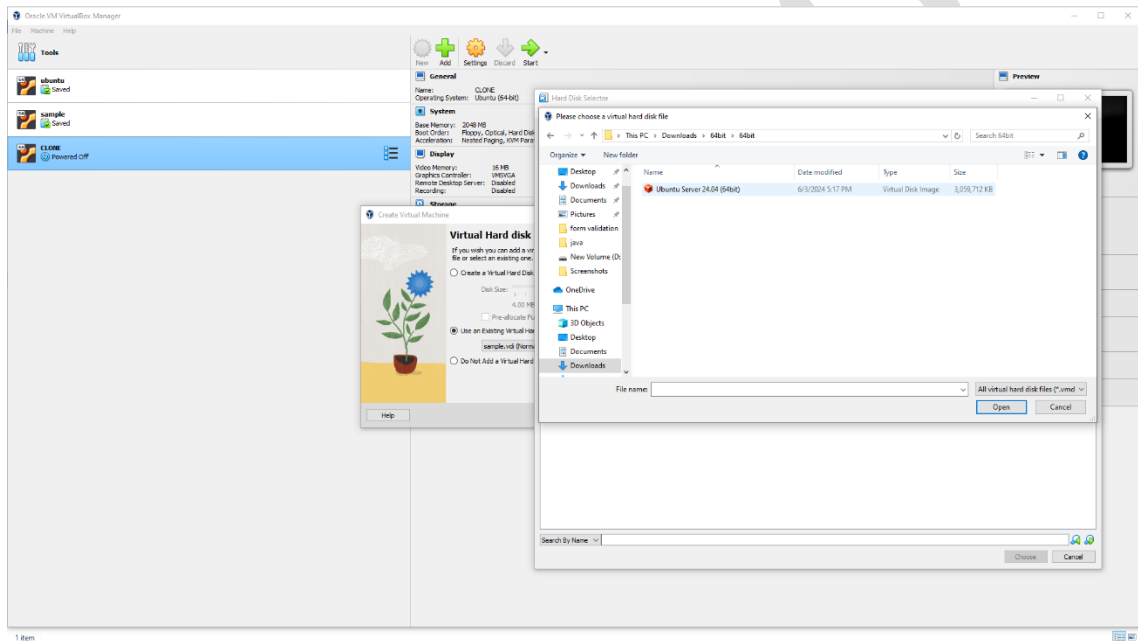 Oracle VM VirtualBox Manager
File Machine Help
Tools
New Add Settings Discard Start
ubuntu
Saved
sample
Saved
CLONE
Powered Off
General
Name: CLONE
Operating System: Ubuntu (64-bit)
System
Base Memory: 2048 MB
Boot Order: Floppy, Optical, Hard Disk
Acceleration: Nested Paging, KVM Para
Display
Video Memory: 16 MB
Graphics Controller: VMSVGA
Remote Desktop Server: Disabled
Recording: Disabled
Storage
Preview
Create Virtual Machine
Virtual Hard disk
If you wish you can add a
file or select an existing one.
Create a Virtual Hard Disk
Disk Size:
4.00 MB
Pre-allocate
Use an Existing Virtual
sample.vdi
Do Not Add a Virtual Hard
Help
Hard Disk Selector
Please choose a virtual hard disk file
This PC > Downloads > 64bit > 64bit
Search 64bit
Organize New folder
Name Date modified Type Size
Ubuntu Server 24.04 (64bit) 6/3/2024 5:17 PM Virtual Disk Image 3,059,712 KB
Desktop
Downloads
Documents
Pictures
form validation
java
New Volume (D:
Screenshots
OneDrive
This PC
3D Objects
Desktop
Documents
Downloads
File name:
All virtual hard disk files (*.vmd
Open Cancel
Search By Name
Choose Cancel
1 item